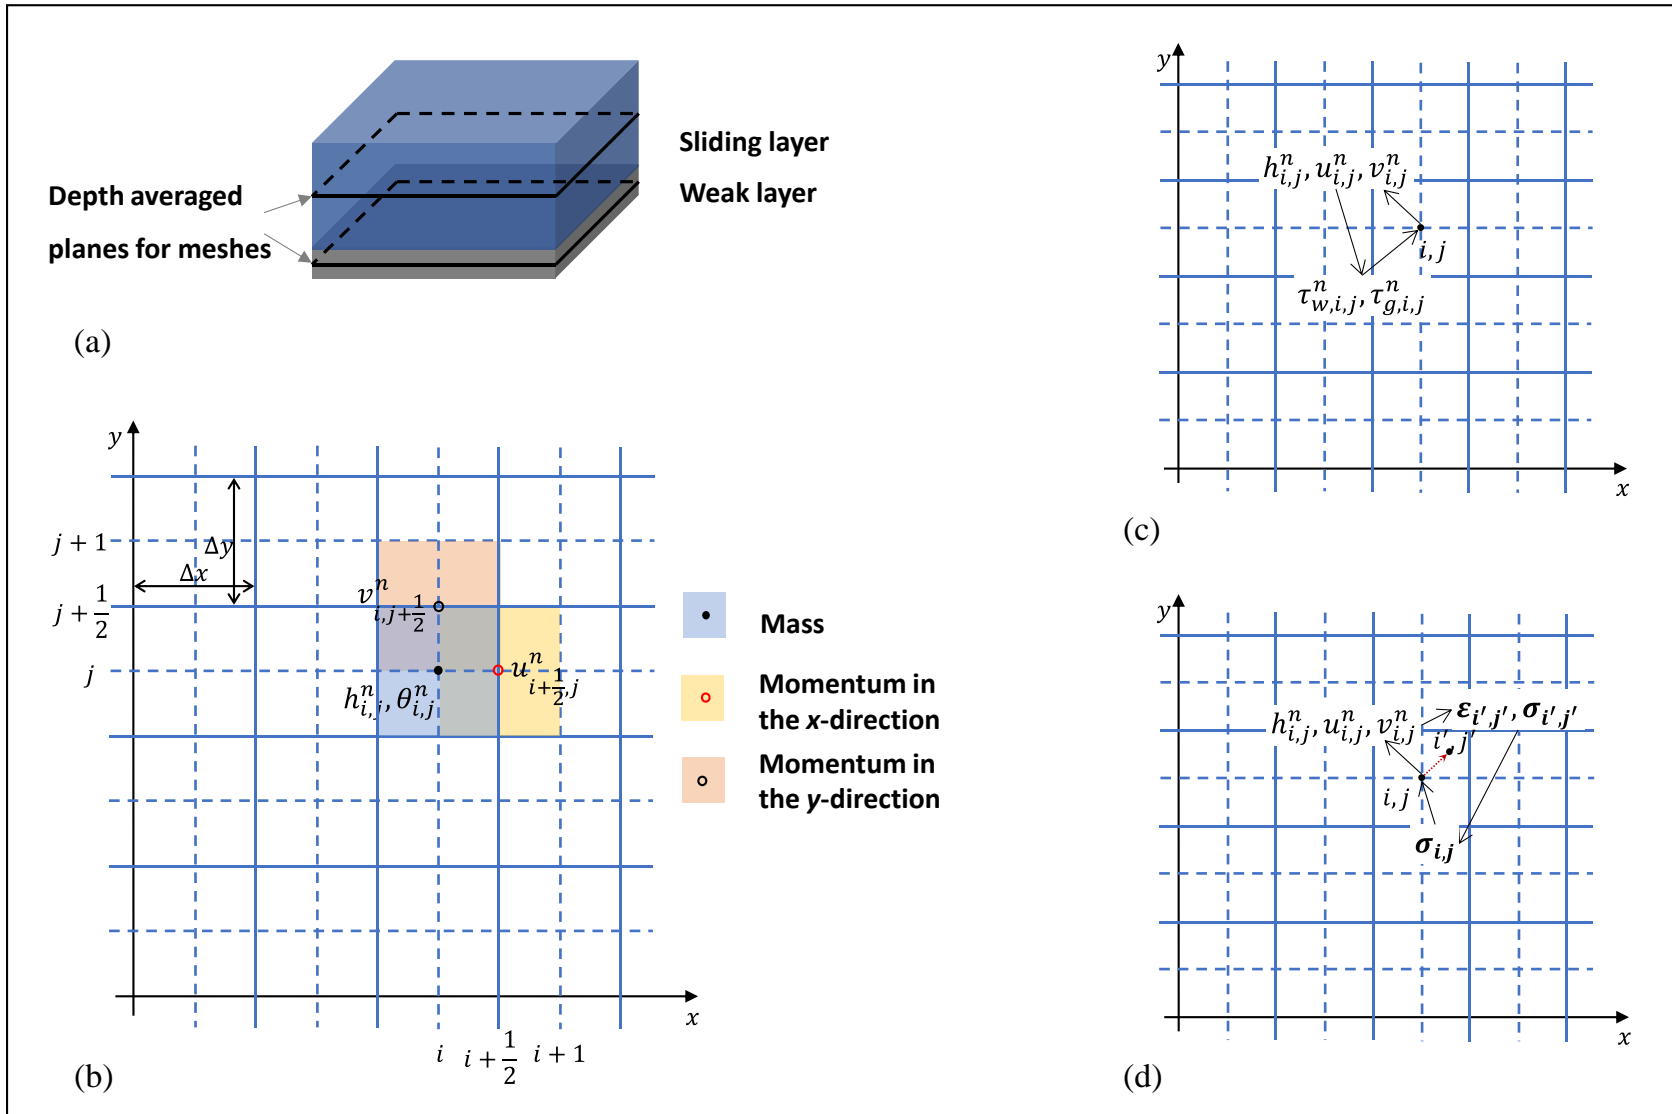 Sliding layer
Weak layer
Depth averaged
planes for meshes
(a)
y
j + 1
Δy
Δx
j + 1/2
v^n_{i,j+1/2}
j
u^n_{i+1/2,j}
h^n_{i,j}, θ^n_{i,j}
x
i
i + 1/2
i + 1
(b)
Mass
Momentum in
the x-direction
Momentum in
the y-direction
y
h^n_{i,j}, u^n_{i,j}, v^n_{i,j}
i, j
τ^n_{w,i,j}, τ^n_{g,i,j}
x
(c)
y
ε_{i′,j′}, σ_{i′,j′}
h^n_{i,j}, u^n_{i,j}, v^n_{i,j}
i′, j′
i, j
σ_{i,j}
x
(d)